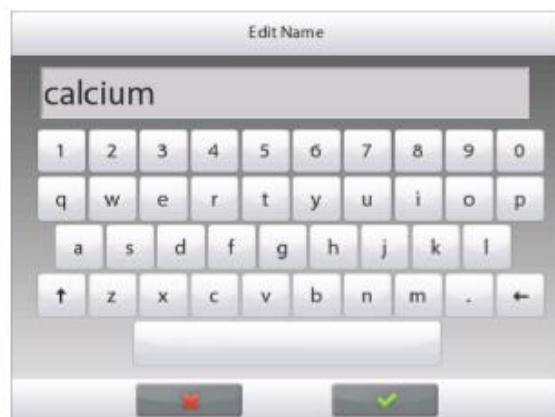 Edit Name
calcium
1 2 3 4 5 6 7 8 9 0
q w e r t y u i o p
a s d f g h j k l
↑ z x c v b n m . ←